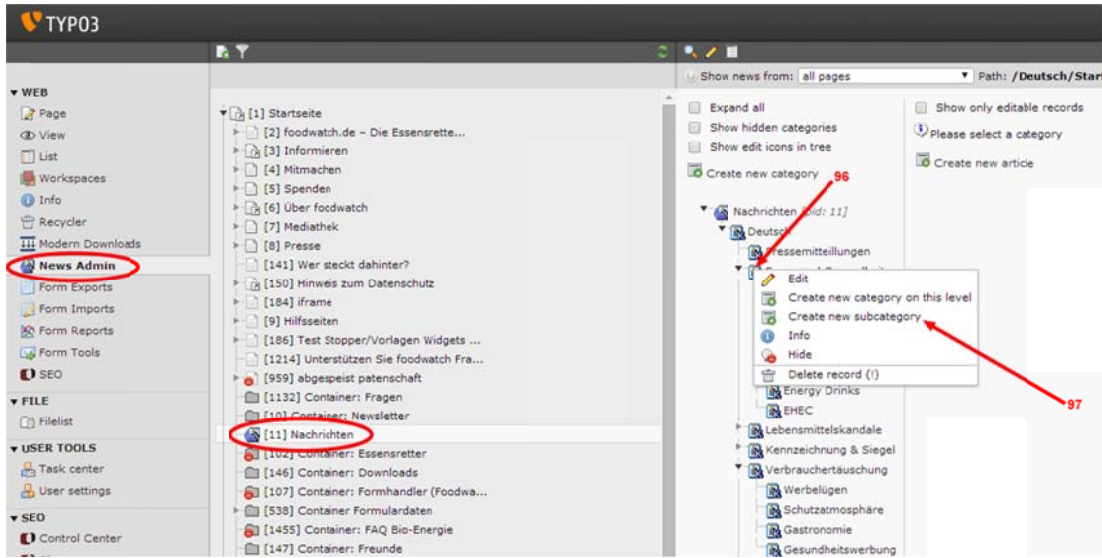 TYPO3
Show news from: all pages Path: /Deutsch/Start
WEB
Page
View
List
Workspaces
Info
Recycler
Modern Downloads
News Admin
Form Exports
Form Imports
Form Reports
Form Tools
SEO
FILE
Filelist
USER TOOLS
Task center
User settings
SEO
Control Center
[1] Startseite
[2] foodwatch.de – Die Essensrette...
[3] Informieren
[4] Mitmachen
[5] Spenden
[6] Über foodwatch
[7] Mediathek
[8] Presse
[141] Wer steckt dahinter?
[150] Hinweis zum Datenschutz
[184] iframe
[9] Hilfsseiten
[186] Test Stopper/Vorlagen Widgets ...
[1214] Unterstützen Sie foodwatch Fra...
[959] abgespeist patenschaft
[1132] Container: Fragen
[10] Container: Newsletter
[11] Nachrichten
[102] Container: Essensretter
[146] Container: Downloads
[107] Container: Formhandler (Foodwa...
[538] Container Formulardaten
[1455] Container: FAQ Bio-Energie
[147] Container: Freunde
Expand all
Show hidden categories
Show edit icons in tree
Create new category
96
Show only editable records
Please select a category
Create new article
Nachrichten [pid: 11]
Deutsch
Pressemitteilungen
Edit
Create new category on this level
Create new subcategory
Info
Hide
Delete record (!)
97
Energy Drinks
EHEC
Lebensmittelskandale
Kennzeichnung & Siegel
Verbrauchertäuschung
Werbelügen
Schutzatmosphäre
Gastronomie
Gesundheitswerbung